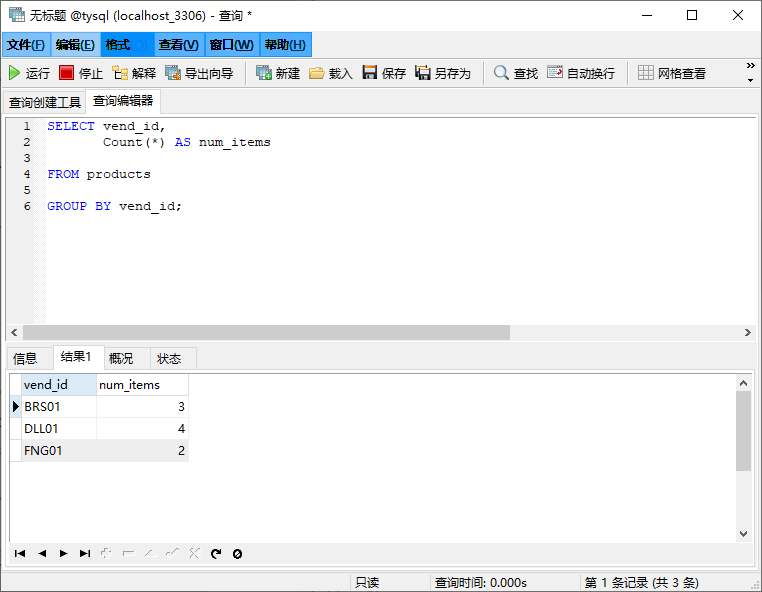 无标题 @tysql (localhost_3306) - 查询 *
文件(F) 编辑(E) 格式(O) 查看(V) 窗口(W) 帮助(H)
运行 停止 解释 导出向导 新建 载入 保存 另存为 查找 自动换行 网格查看
查询创建工具 查询编辑器
1 SELECT vend_id,
2 Count(*) AS num_items
3
4 FROM products
5
6 GROUP BY vend_id;
信息 结果1 概况 状态
vend_id num_items
BRS01 3
DLL01 4
FNG01 2
只读 查询时间: 0.000s 第 1 条记录 (共 3 条)